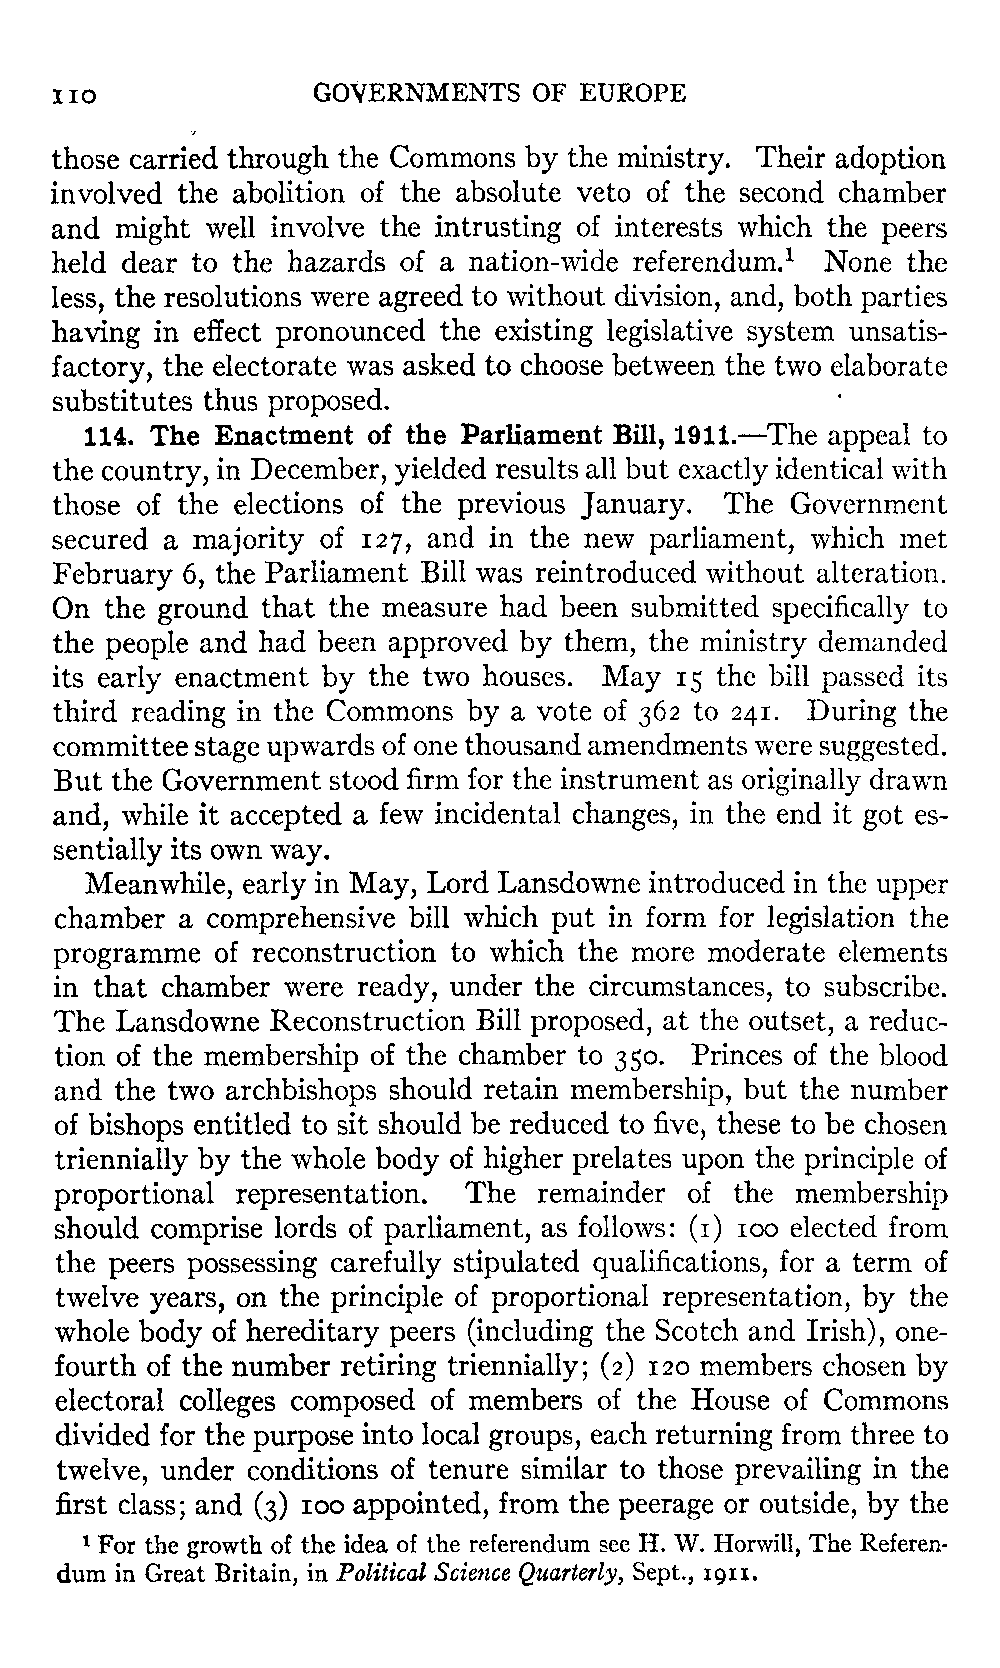 110 GOVERNMENTS OF EUROPE
those carried through the Commons by the ministry. Their adoption
involved the abolition of the absolute veto of the second chamber
and might well involve the intrusting of interests which the peers
held dear to the hazards of a nation-wide referendum.¹ None the
less, the resolutions were agreed to without division, and, both parties
having in effect pronounced the existing legislative system unsatis-
factory, the electorate was asked to choose between the two elaborate
substitutes thus proposed.
114. The Enactment of the Parliament Bill, 1911.—The appeal to
the country, in December, yielded results all but exactly identical with
those of the elections of the previous January. The Government
secured a majority of 127, and in the new parliament, which met
February 6, the Parliament Bill was reintroduced without alteration.
On the ground that the measure had been submitted specifically to
the people and had been approved by them, the ministry demanded
its early enactment by the two houses. May 15 the bill passed its
third reading in the Commons by a vote of 362 to 241. During the
committee stage upwards of one thousand amendments were suggested.
But the Government stood firm for the instrument as originally drawn
and, while it accepted a few incidental changes, in the end it got es-
sentially its own way.
Meanwhile, early in May, Lord Lansdowne introduced in the upper
chamber a comprehensive bill which put in form for legislation the
programme of reconstruction to which the more moderate elements
in that chamber were ready, under the circumstances, to subscribe.
The Lansdowne Reconstruction Bill proposed, at the outset, a reduc-
tion of the membership of the chamber to 350. Princes of the blood
and the two archbishops should retain membership, but the number
of bishops entitled to sit should be reduced to five, these to be chosen
triennially by the whole body of higher prelates upon the principle of
proportional representation. The remainder of the membership
should comprise lords of parliament, as follows: (1) 100 elected from
the peers possessing carefully stipulated qualifications, for a term of
twelve years, on the principle of proportional representation, by the
whole body of hereditary peers (including the Scotch and Irish), one-
fourth of the number retiring triennially; (2) 120 members chosen by
electoral colleges composed of members of the House of Commons
divided for the purpose into local groups, each returning from three to
twelve, under conditions of tenure similar to those prevailing in the
first class; and (3) 100 appointed, from the peerage or outside, by the
¹ For the growth of the idea of the referendum see H. W. Horwill, The Referen-
dum in Great Britain, in Political Science Quarterly, Sept., 1911.